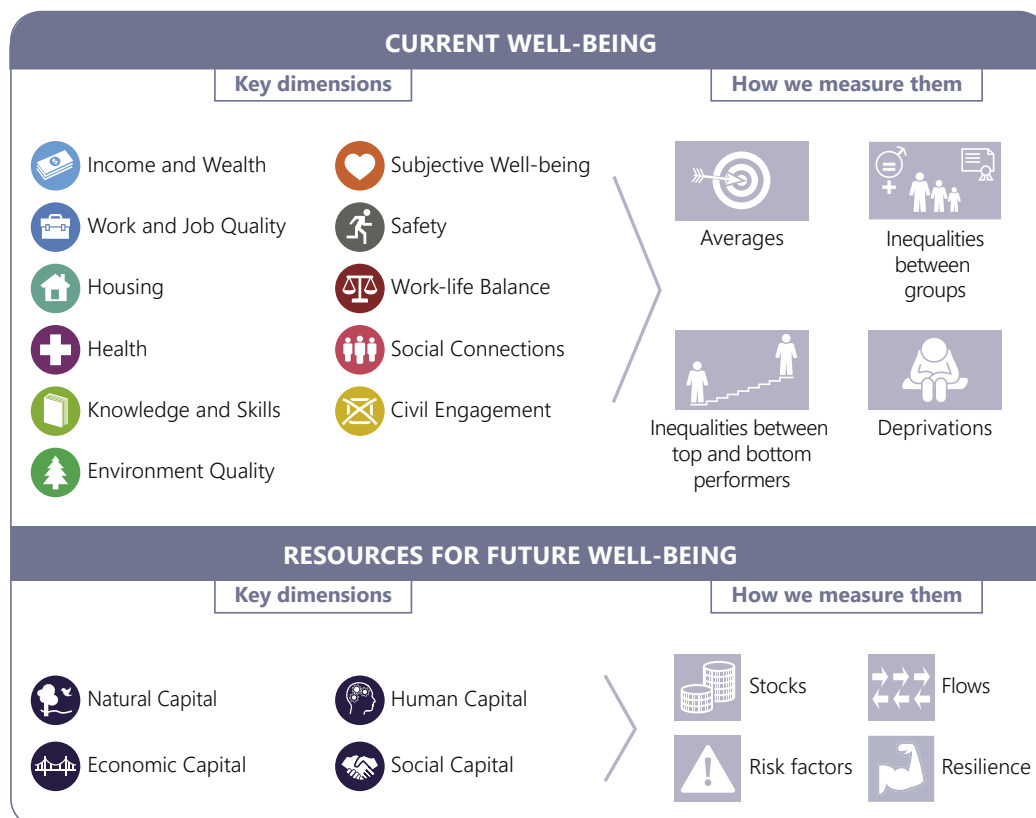 CURRENT WELL-BEING
Key dimensions
How we measure them
Income and Wealth
Work and Job Quality
Housing
Health
Knowledge and Skills
Environment Quality
Subjective Well-being
Safety
Work-life Balance
Social Connections
Civil Engagement
Averages
Inequalities
between
groups
Inequalities between
top and bottom
performers
Deprivations
RESOURCES FOR FUTURE WELL-BEING
Key dimensions
How we measure them
Natural Capital
Economic Capital
Human Capital
Social Capital
Stocks
Flows
Risk factors
Resilience